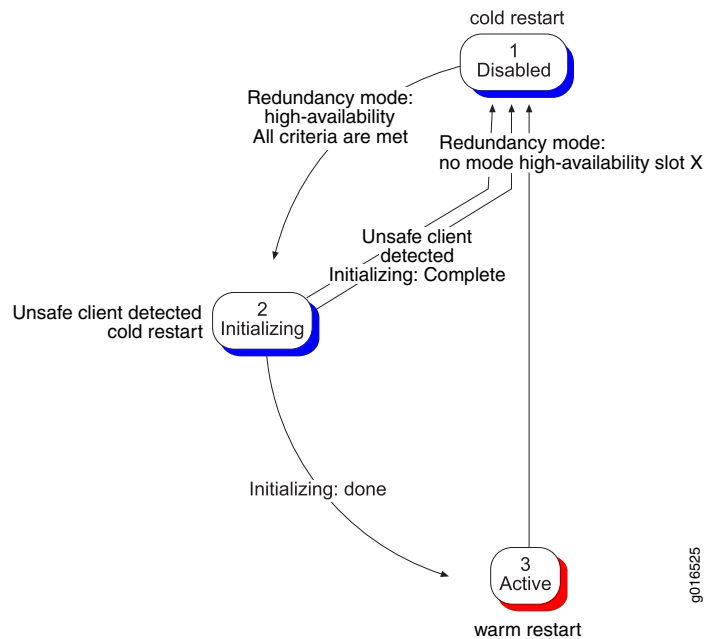 cold restart
1
Disabled
Redundancy mode:
high-availability
All criteria are met
Redundancy mode:
no mode high-availability slot X
Unsafe client
detected
Initializing: Complete
Unsafe client detected
cold restart
2
Initializing
Initializing: done
3
Active
warm restart
g016525